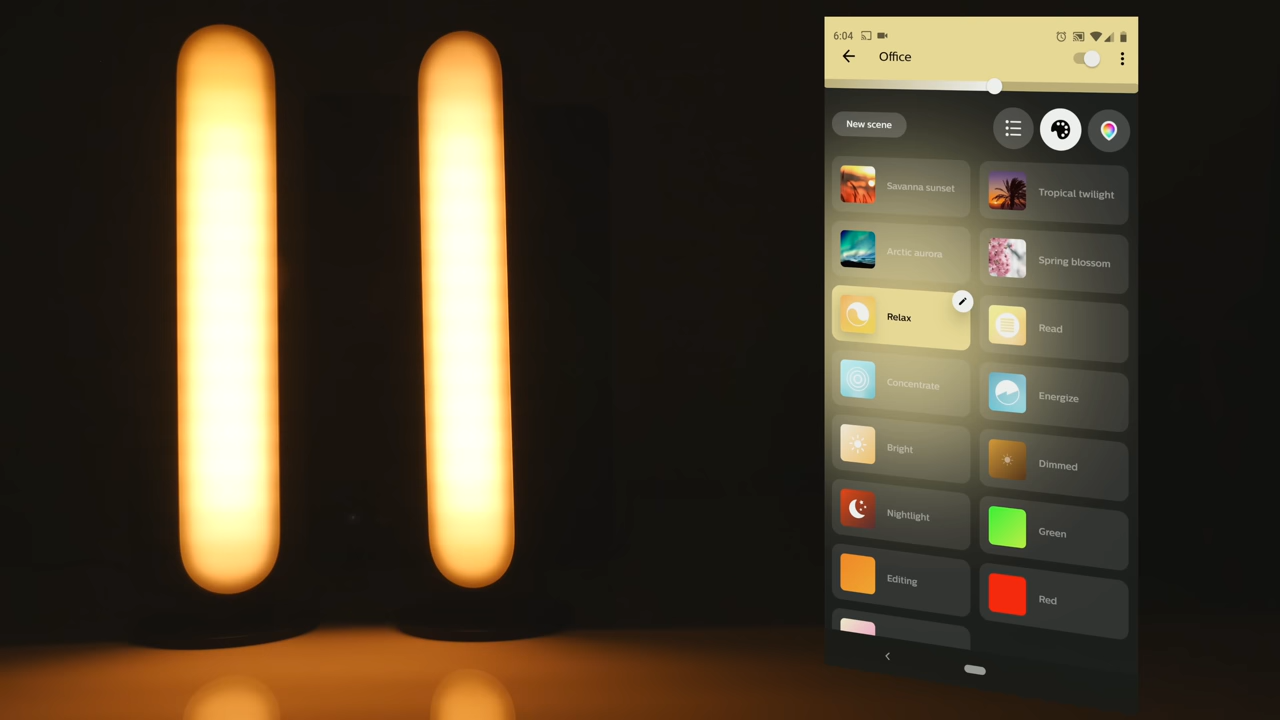 6:04
Office
New scene
Savanna sunset
Tropical twilight
Arctic aurora
Spring blossom
Relax
Read
Concentrate
Energize
Bright
Dimmed
Nightlight
Green
Editing
Red